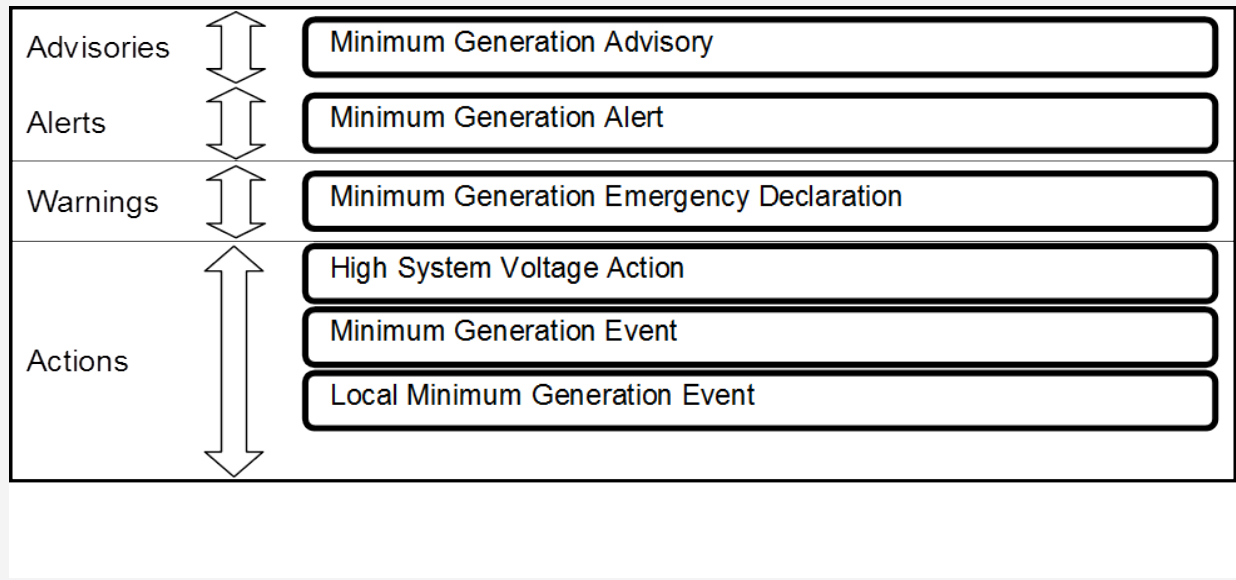 Advisories
Minimum Generation Advisory
Alerts
Minimum Generation Alert
Warnings
Minimum Generation Emergency Declaration
Actions
High System Voltage Action
Minimum Generation Event
Local Minimum Generation Event